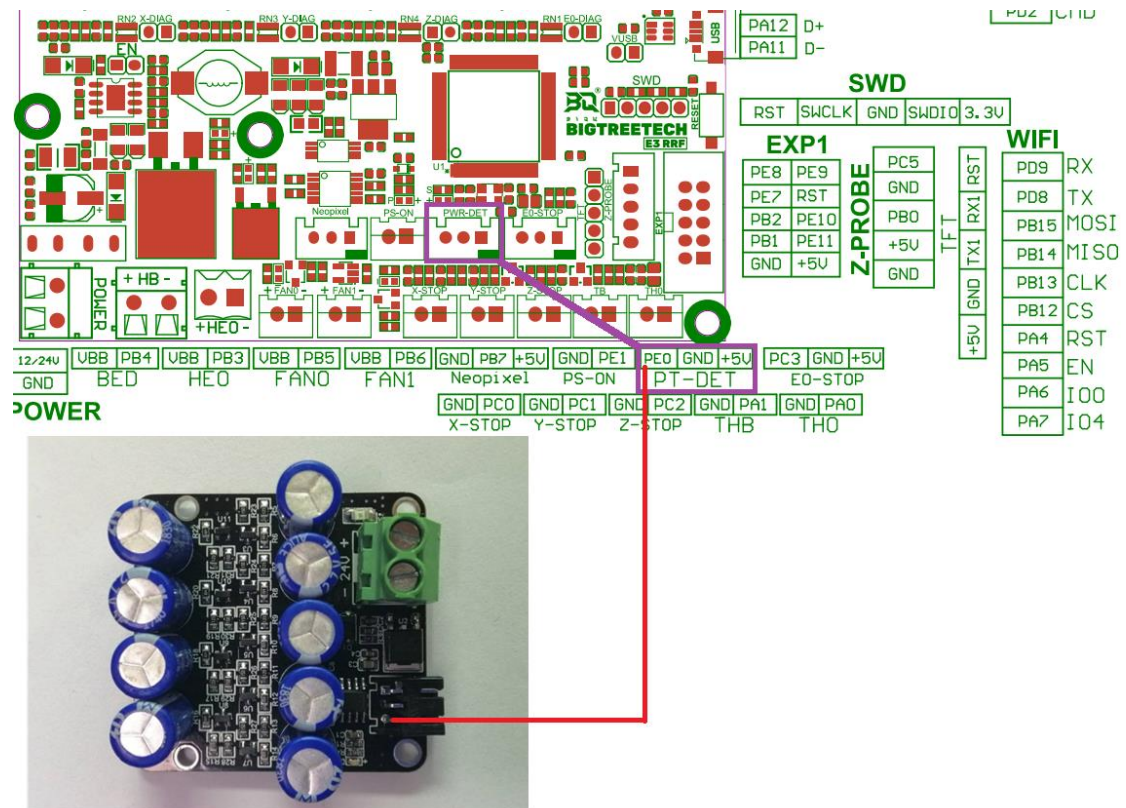 RN2 X-DIAG RN3 Y-DIAG RN4 Z-DIAG RN1 E0-DIAG
VUSB
USB
PA12 D+
PA11 D-
PD2 CMD
EN
SWD
RESET
BIGTREETECH
E3 RRF
U1
Neopixel PS-ON PWR-DET E0-STOP
TFT
Z-PROBE
EXP1
POWER
+ HB -
+HE0-
+ FAN0 - + FAN1 - X-STOP Y-STOP Z-STOP TB TH0
SWD
RST SWCLK GND SWDIO 3.3V
EXP1
PE8 PE9
PE7 RST
PB2 PE10
PB1 PE11
GND +5V
Z-PROBE
PC5
GND
PB0
+5V
GND
TFT
+5V GND TX1 RX1 RST
WIFI
PD9 RX
PD8 TX
PB15 MOSI
PB14 MISO
PB13 CLK
PB12 CS
PA4 RST
PA5 EN
PA6 IO0
PA7 IO4
12/24V
GND
POWER
VBB PB4 VBB PB3 VBB PB5 VBB PB6 GND PB7 +5V GND PE1 PE0 GND +5V PC3 GND +5V
BED HE0 FAN0 FAN1 Neopixel PS-ON PT-DET E0-STOP
GND PC0 GND PC1 GND PC2 GND PA1 GND PA0
X-STOP Y-STOP Z-STOP THB TH0
- 24V +